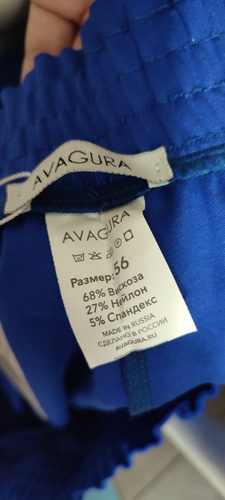 AVAGURA
AVAGURA
Размер: 56
68% Вискоза
27% Нейлон
5% Спандекс
MADE IN RUSSIA
СДЕЛАНО В РОССИИ
AVAGURA.RU